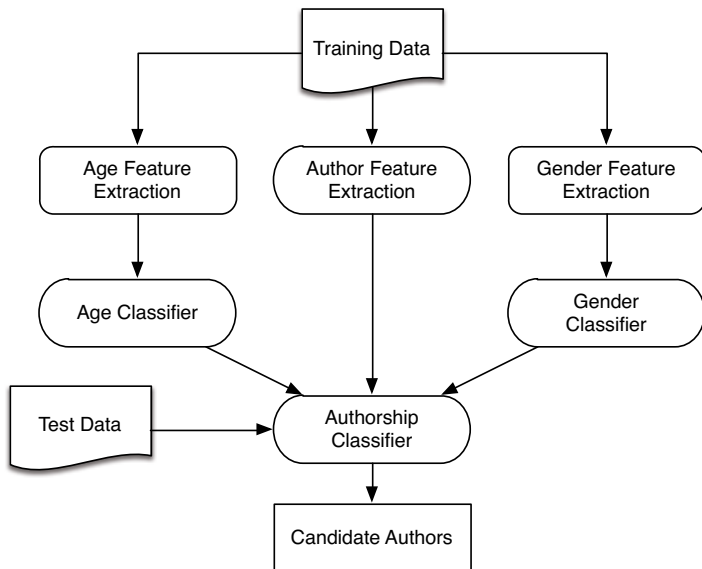 Training Data
Age Feature
Extraction
Author Feature
Extraction
Gender Feature
Extraction
Age Classifier
Gender
Classifier
Test Data
Authorship
Classifier
Candidate Authors